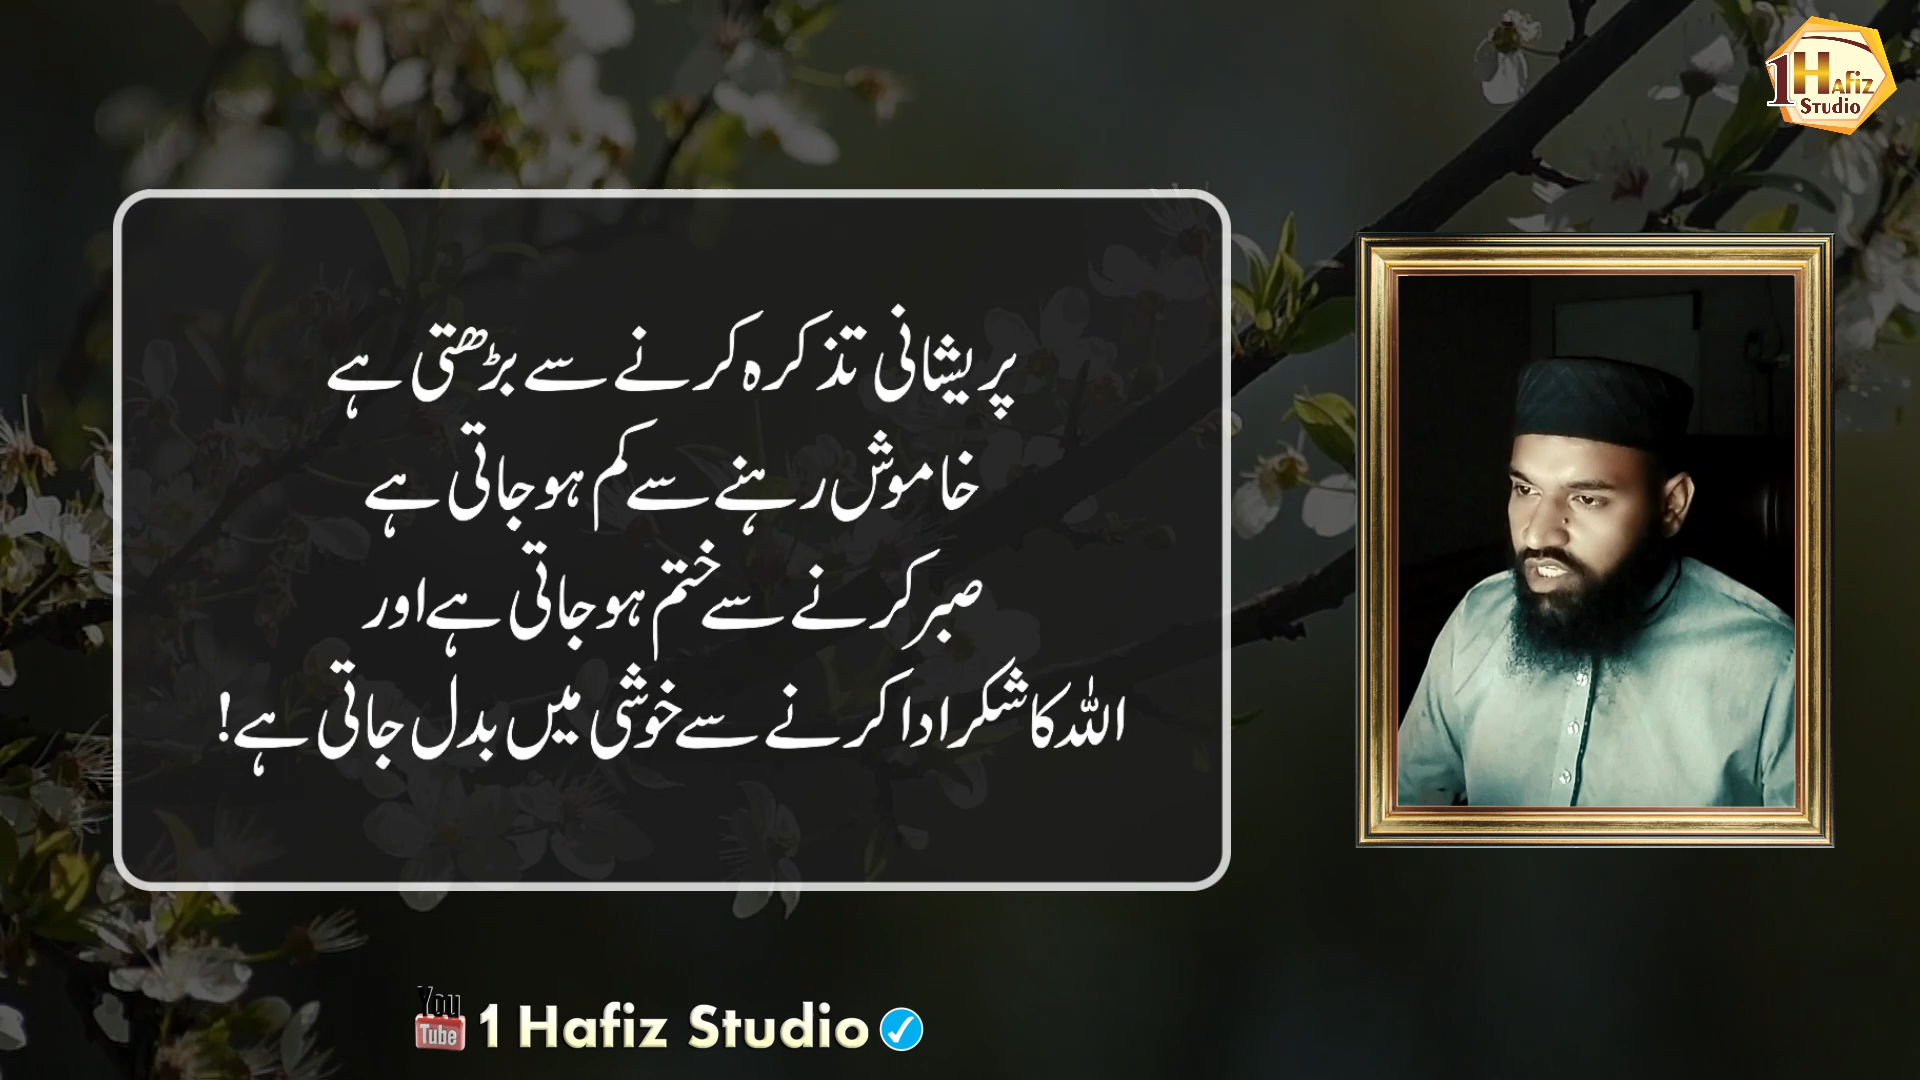 1 Hafiz
Studio
پریشانی تذکرہ کرنے سے بڑھتی ہے
خاموش رہنے سے کم ہو جاتی ہے
صبر کرنے سے ختم ہو جاتی ہے اور
اللہ کا شکر ادا کرنے سے خوشی میں بدل جاتی ہے!
You Tube 1 Hafiz Studio